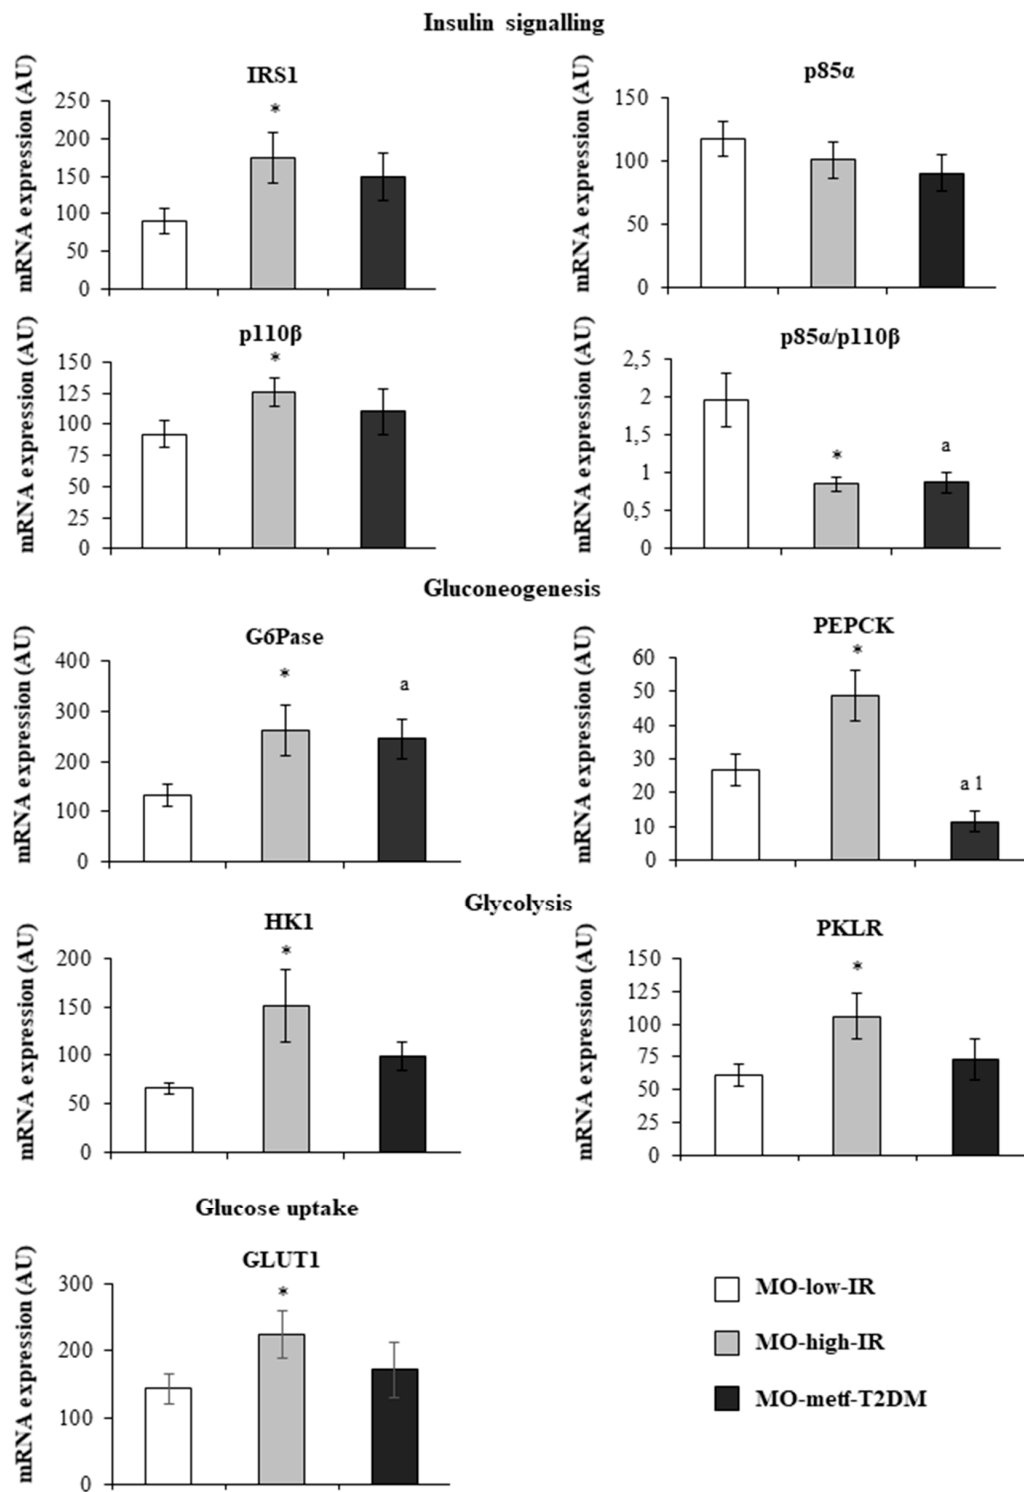 Insulin signalling
IRS1
mRNA expression (AU)
250
200
150
100
50
0
*
p85α
mRNA expression (AU)
150
100
50
0
p110β
mRNA expression (AU)
150
125
100
75
50
25
0
*
p85α/p110β
mRNA expression (AU)
2,5
2
1,5
1
0,5
0
*
a
Gluconeogenesis
G6Pase
mRNA expression (AU)
400
300
200
100
0
*
a
PEPCK
mRNA expression (AU)
60
50
40
30
20
10
0
*
a 1
Glycolysis
HK1
mRNA expression (AU)
200
150
100
50
0
*
PKLR
mRNA expression (AU)
150
125
100
75
50
25
0
*
Glucose uptake
GLUT1
mRNA expression (AU)
300
200
100
0
*
MO-low-IR
MO-high-IR
MO-metf-T2DM